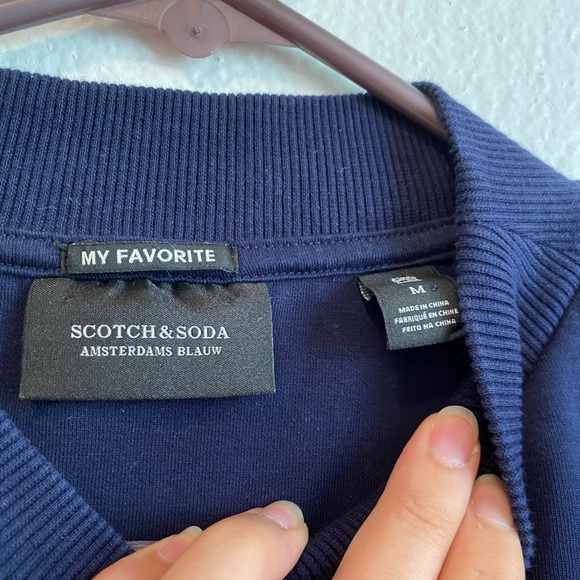 MY FAVORITE
SCOTCH & SODA
AMSTERDAMS BLAUW
M
MADE IN CHINA
FABRIQUÉ EN CHINE
FEITO NA CHINA